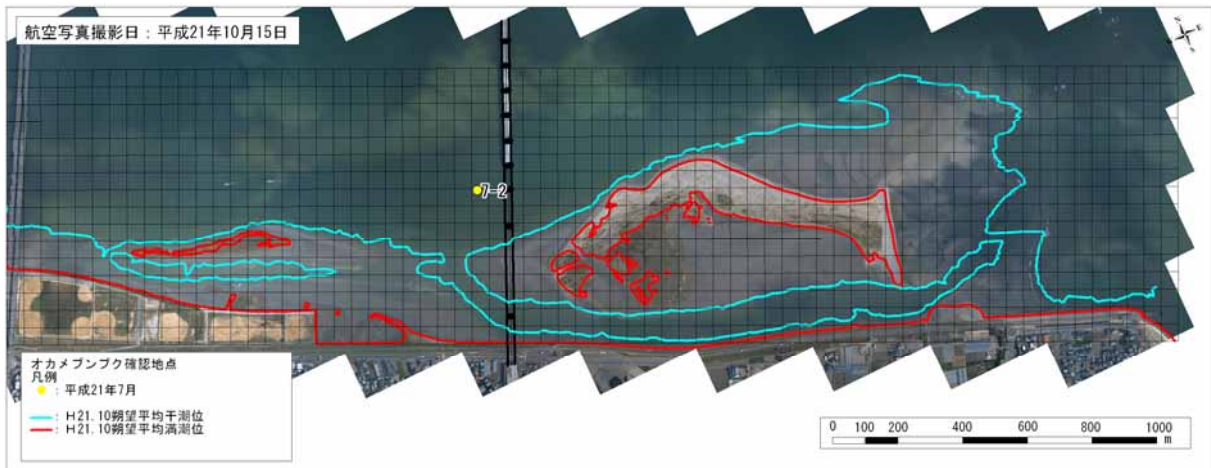 航空写真撮影日：平成21年10月15日
7-2
オカメブンブク確認地点
凡例
：平成21年7月
：H21.10朔望平均干潮位
：H21.10朔望平均満潮位
0 100 200 400 600 800 1000
m